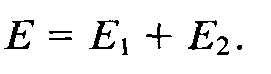 E = E₁ + E₂.